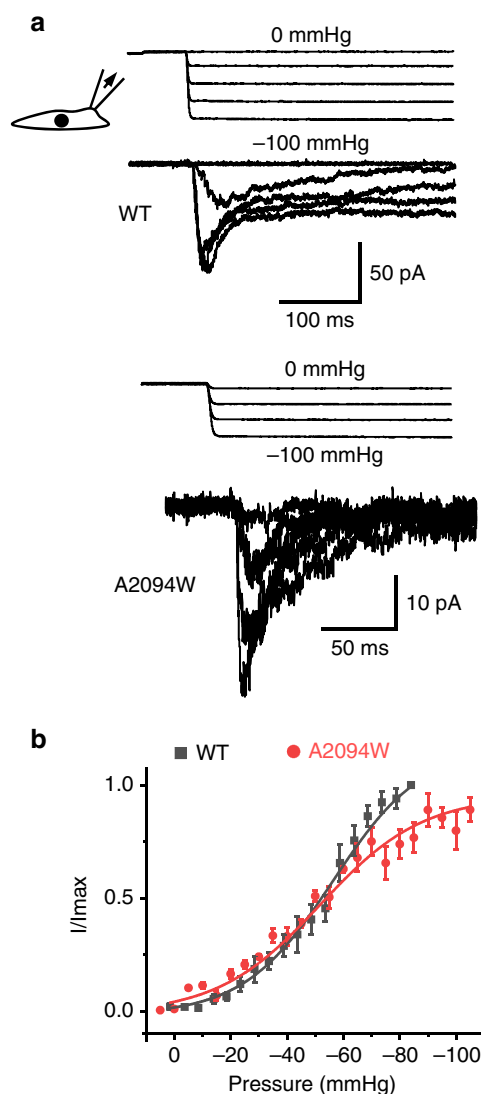 a
0 mmHg
–100 mmHg
WT
50 pA
100 ms
0 mmHg
–100 mmHg
A2094W
10 pA
50 ms
b
WT A2094W
1.0
0.5
0.0
I/Imax
0 –20 –40 –60 –80 –100
Pressure (mmHg)